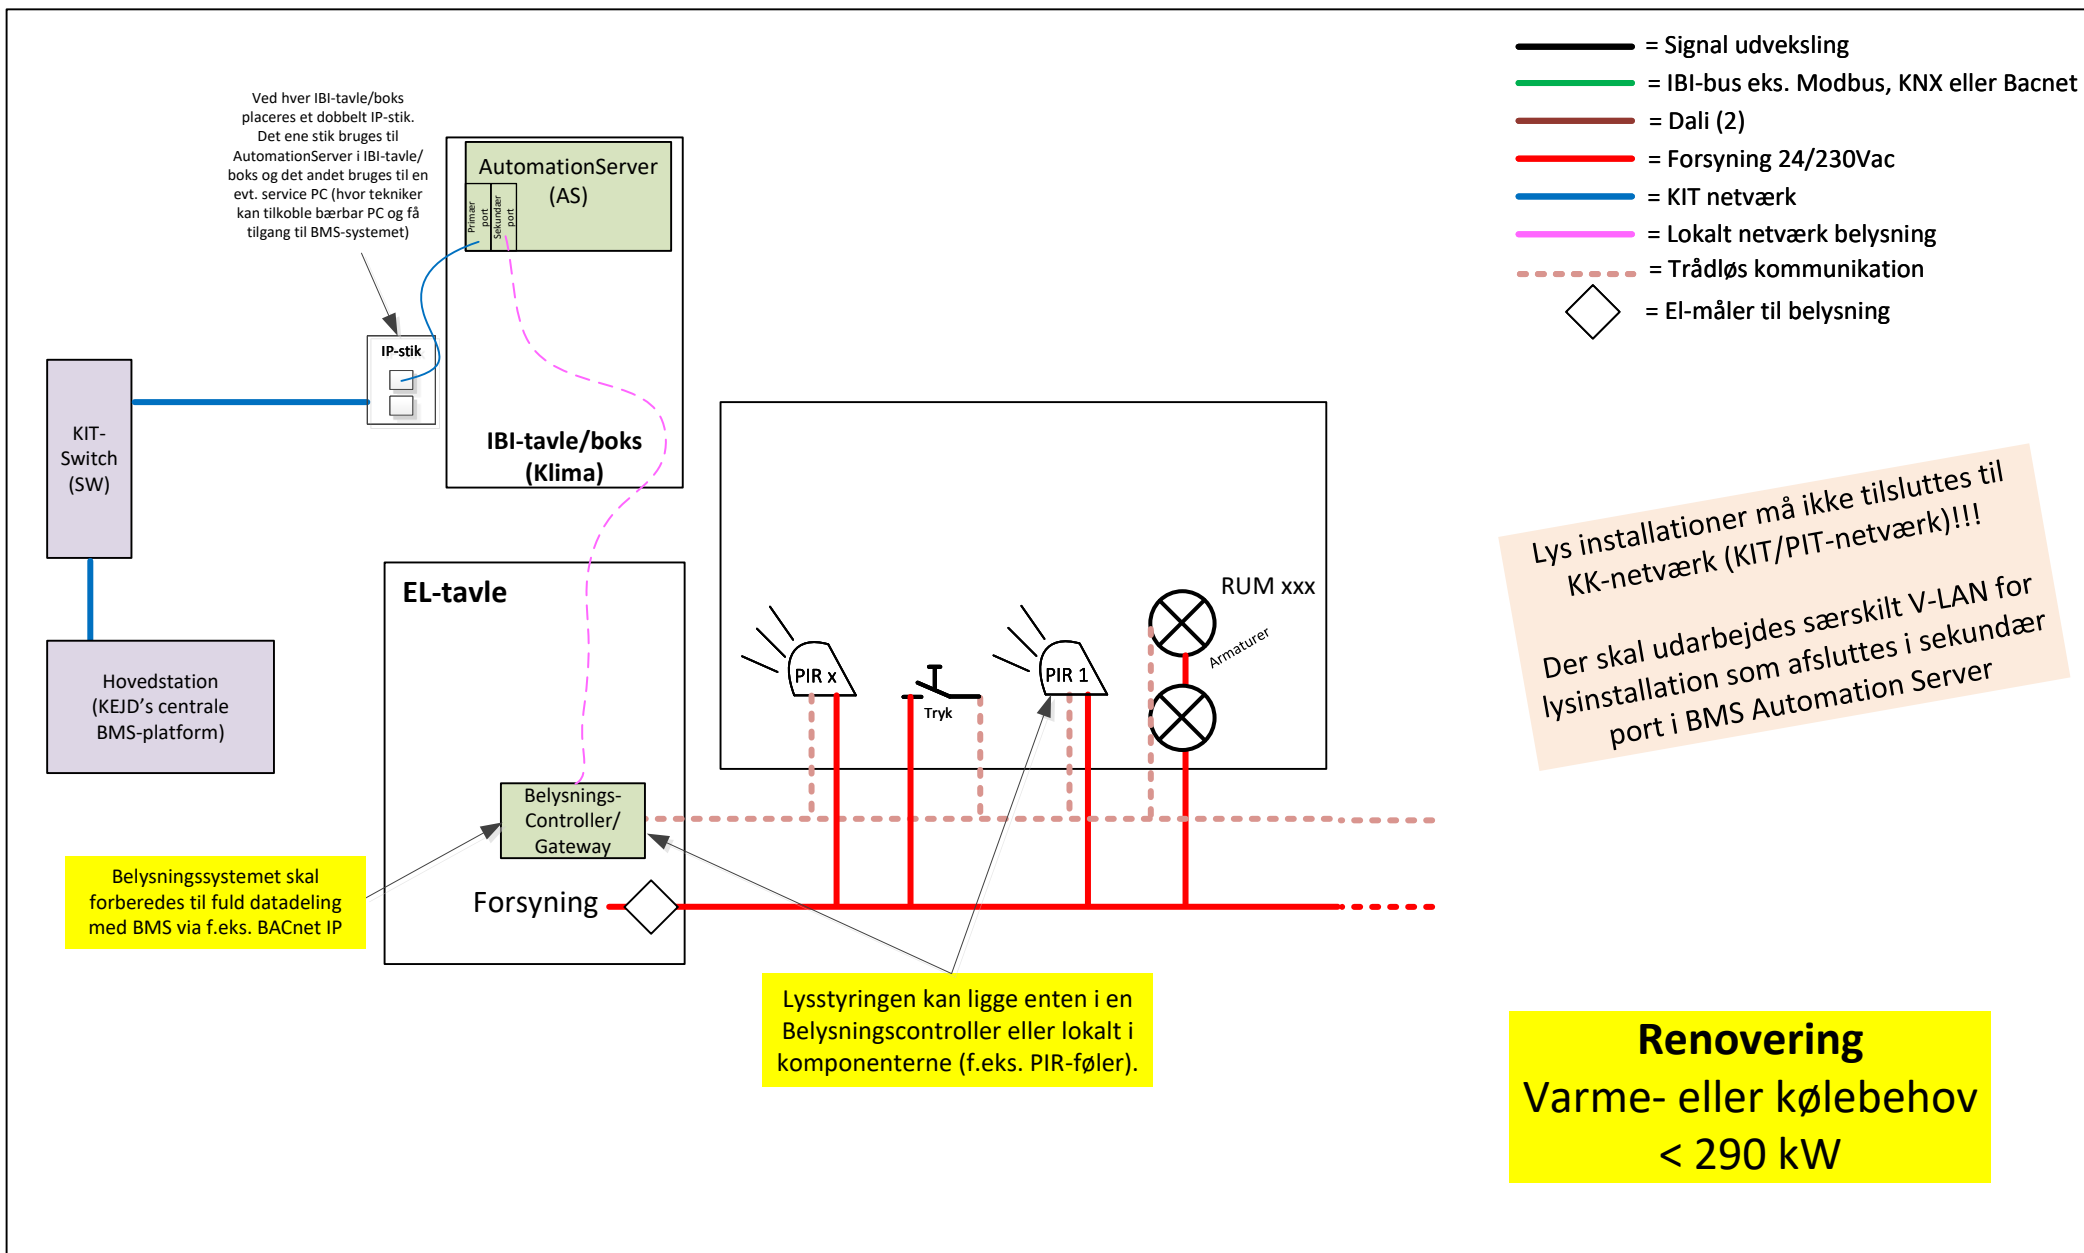 = Signal udveksling
= IBI-bus eks. Modbus, KNX eller Bacnet
= Dali (2)
= Forsyning 24/230Vac
= KIT netværk
= Lokalt netværk belysning
= Trådløs kommunikation
= El-måler til belysning
Ved hver IBI-tavle/boks
placeres et dobbelt IP-stik.
Det ene stik bruges til
AutomationServer i IBI-tavle/
boks og det andet bruges til en
evt. service PC (hvor tekniker
kan tilkoble bærbar PC og få
tilgang til BMS-systemet)
AutomationServer
(AS)
Primær
port
Sekundær
port
IP-stik
IBI-tavle/boks
(Klima)
KIT-
Switch
(SW)
Hovedstation
(KEJD's centrale
BMS-platform)
EL-tavle
Belysnings-
Controller/
Gateway
Forsyning
RUM xxx
PIR x
Tryk
PIR 1
Armaturer
Lys installationer må ikke tilsluttes til
KK-netværk (KIT/PIT-netværk)!!!
Der skal udarbejdes særskilt V-LAN for
lysinstallation som afsluttes i sekundær
port i BMS Automation Server
Belysningssystemet skal
forberedes til fuld datadeling
med BMS via f.eks. BACnet IP
Lysstyringen kan ligge enten i en
Belysningscontroller eller lokalt i
komponenterne (f.eks. PIR-føler).
Renovering
Varme- eller kølebehov
< 290 kW